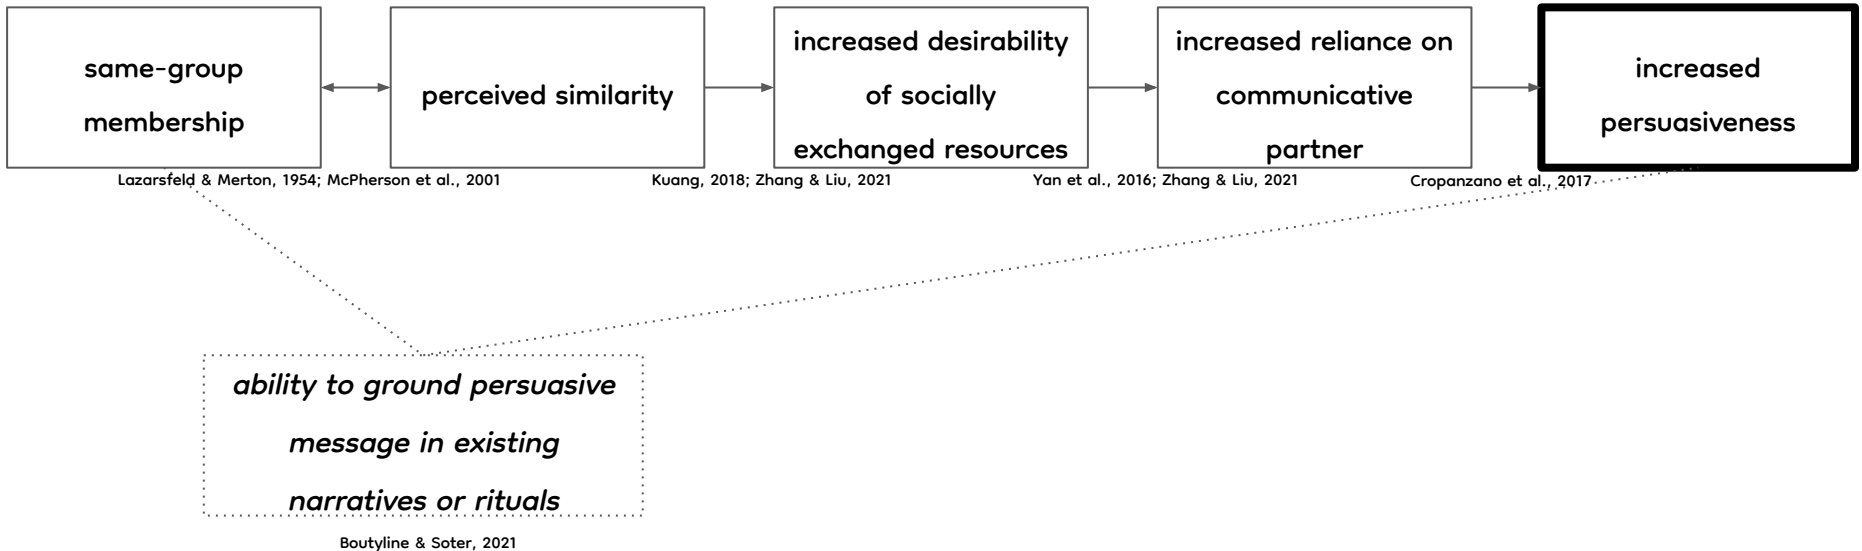 same-group
membership
perceived similarity
increased desirability
of socially
exchanged resources
increased reliance on
communicative
partner
increased
persuasiveness
Lazarsfeld & Merton, 1954; McPherson et al., 2001
Kuang, 2018; Zhang & Liu, 2021
Yan et al., 2016; Zhang & Liu, 2021
Cropanzano et al., 2017
ability to ground persuasive
message in existing
narratives or rituals
Boutyline & Soter, 2021